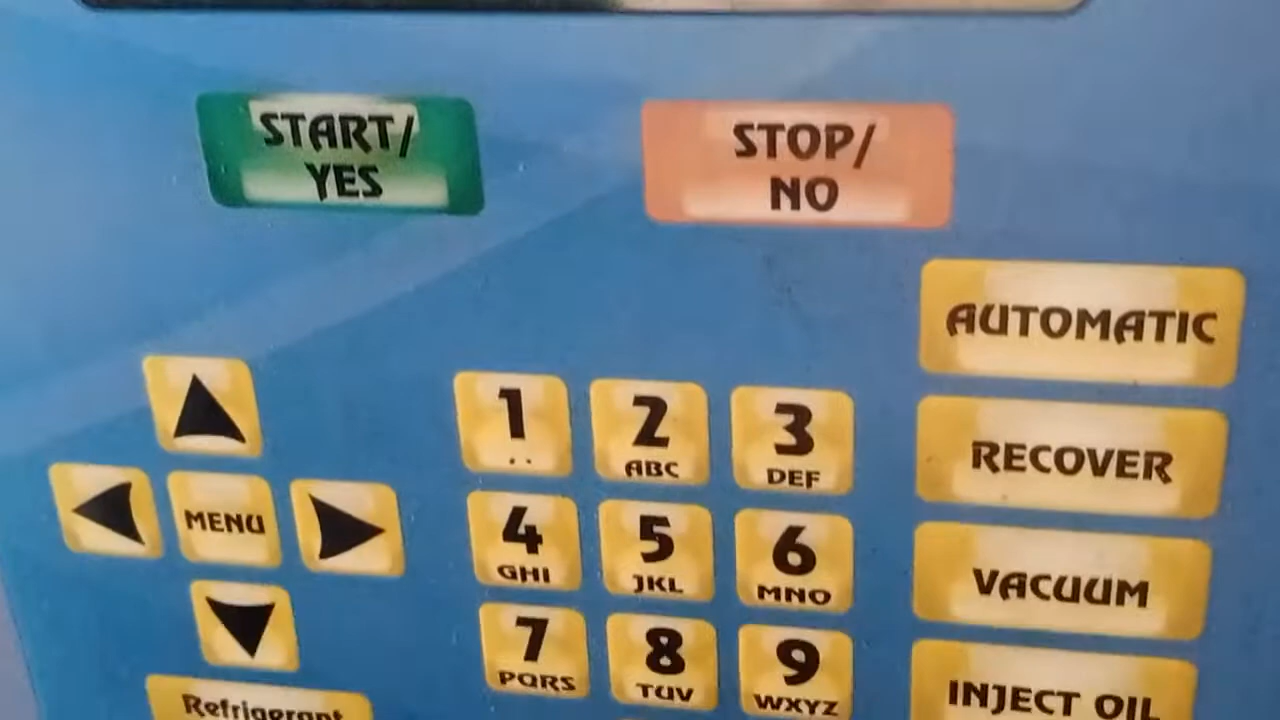 START/
YES
STOP/
NO
AUTOMATIC
1
2
ABC
3
DEF
RECOVER
MENU
4
GHI
5
JKL
6
MNO
VACUUM
7
PQRS
8
TUV
9
WXYZ
INJECT OIL
Refrigerant